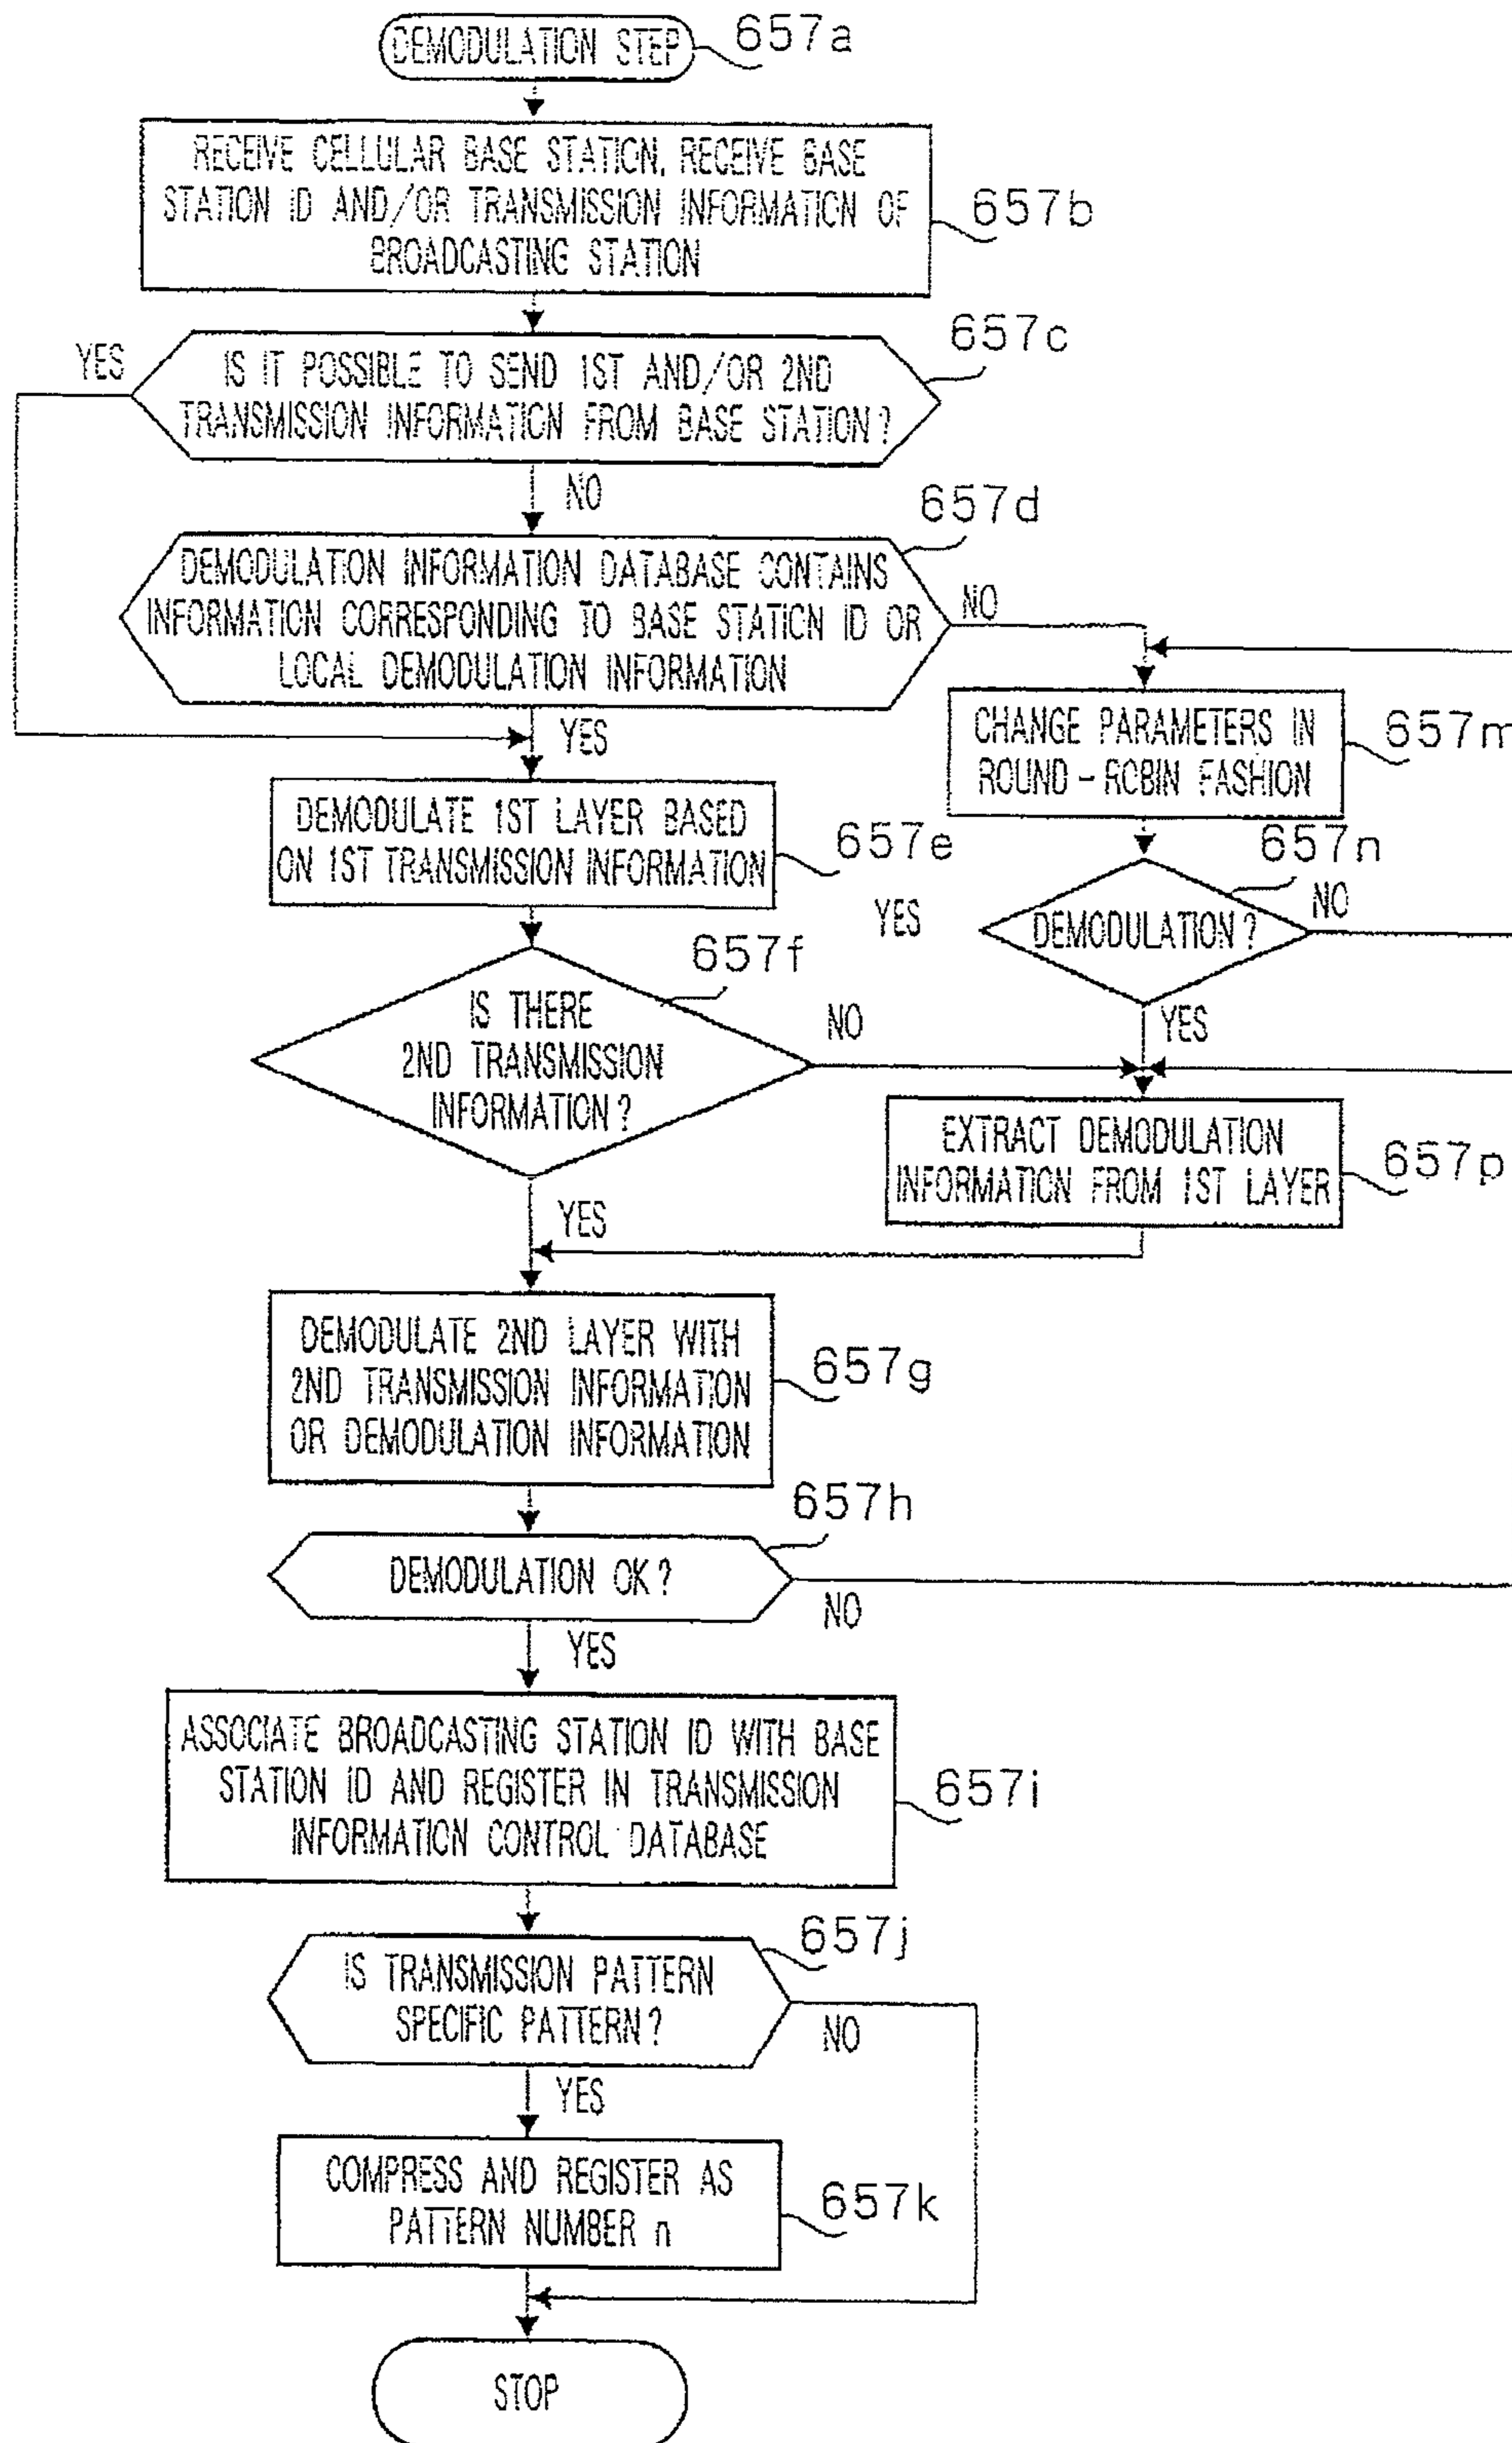 DEMODULATION STEP
657a
RECEIVE CELLULAR BASE STATION, RECEIVE BASE
STATION ID AND/OR TRANSMISSION INFORMATION OF
BROADCASTING STATION
657b
657c
YES
IS IT POSSIBLE TO SEND 1ST AND/OR 2ND
TRANSMISSION INFORMATION FROM BASE STATION?
NO
657d
DEMODULATION INFORMATION DATABASE CONTAINS
INFORMATION CORRESPONDING TO BASE STATION ID OR
LOCAL DEMODULATION INFORMATION
NO
YES
CHANGE PARAMETERS IN
ROUND-ROBIN FASHION
657m
DEMODULATE 1ST LAYER BASED
ON 1ST TRANSMISSION INFORMATION
657e
657n
YES
DEMODULATION?
NO
YES
657f
IS THERE
2ND TRANSMISSION
INFORMATION?
NO
YES
EXTRACT DEMODULATION
INFORMATION FROM 1ST LAYER
657p
DEMODULATE 2ND LAYER WITH
2ND TRANSMISSION INFORMATION
OR DEMODULATION INFORMATION
657g
657h
DEMODULATION OK?
NO
YES
ASSOCIATE BROADCASTING STATION ID WITH BASE
STATION ID AND REGISTER IN TRANSMISSION
INFORMATION CONTROL DATABASE
657i
657j
IS TRANSMISSION PATTERN
SPECIFIC PATTERN?
NO
YES
COMPRESS AND REGISTER AS
PATTERN NUMBER n
657k
STOP